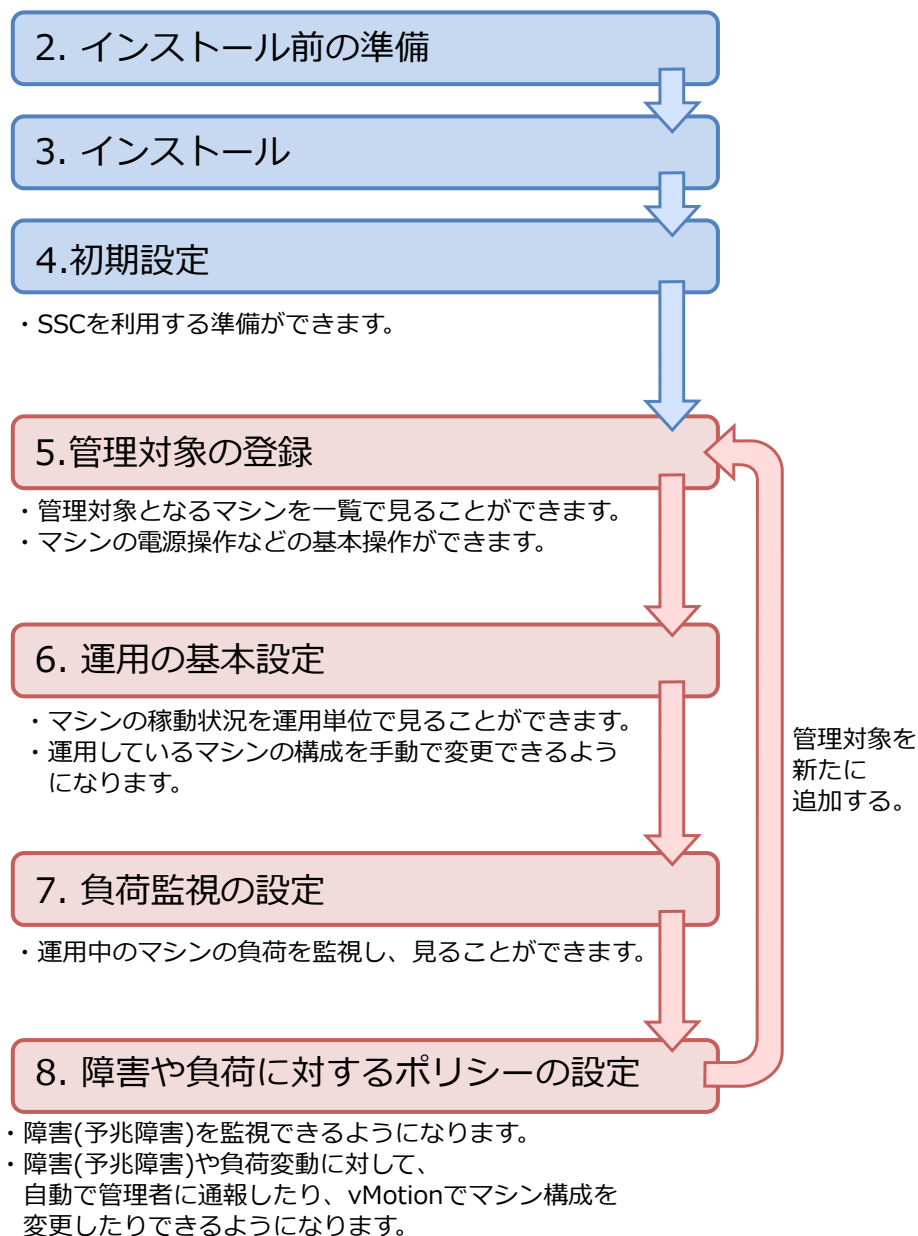 2. インストール前の準備
3. インストール
4.初期設定
・SSCを利用する準備ができます。
5.管理対象の登録
・管理対象となるマシンを一覧で見ることができます。
・マシンの電源操作などの基本操作ができます。
6. 運用の基本設定
・マシンの稼動状況を運用単位で見ることができます。
・運用しているマシンの構成を手動で変更できるよう
になります。
管理対象を
新たに
追加する。
7. 負荷監視の設定
・運用中のマシンの負荷を監視し、見ることができます。
8. 障害や負荷に対するポリシーの設定
・障害(予兆障害)を監視できるようになります。
・障害(予兆障害)や負荷変動に対して、
自動で管理者に通報したり、vMotionでマシン構成を
変更したりできるようになります。